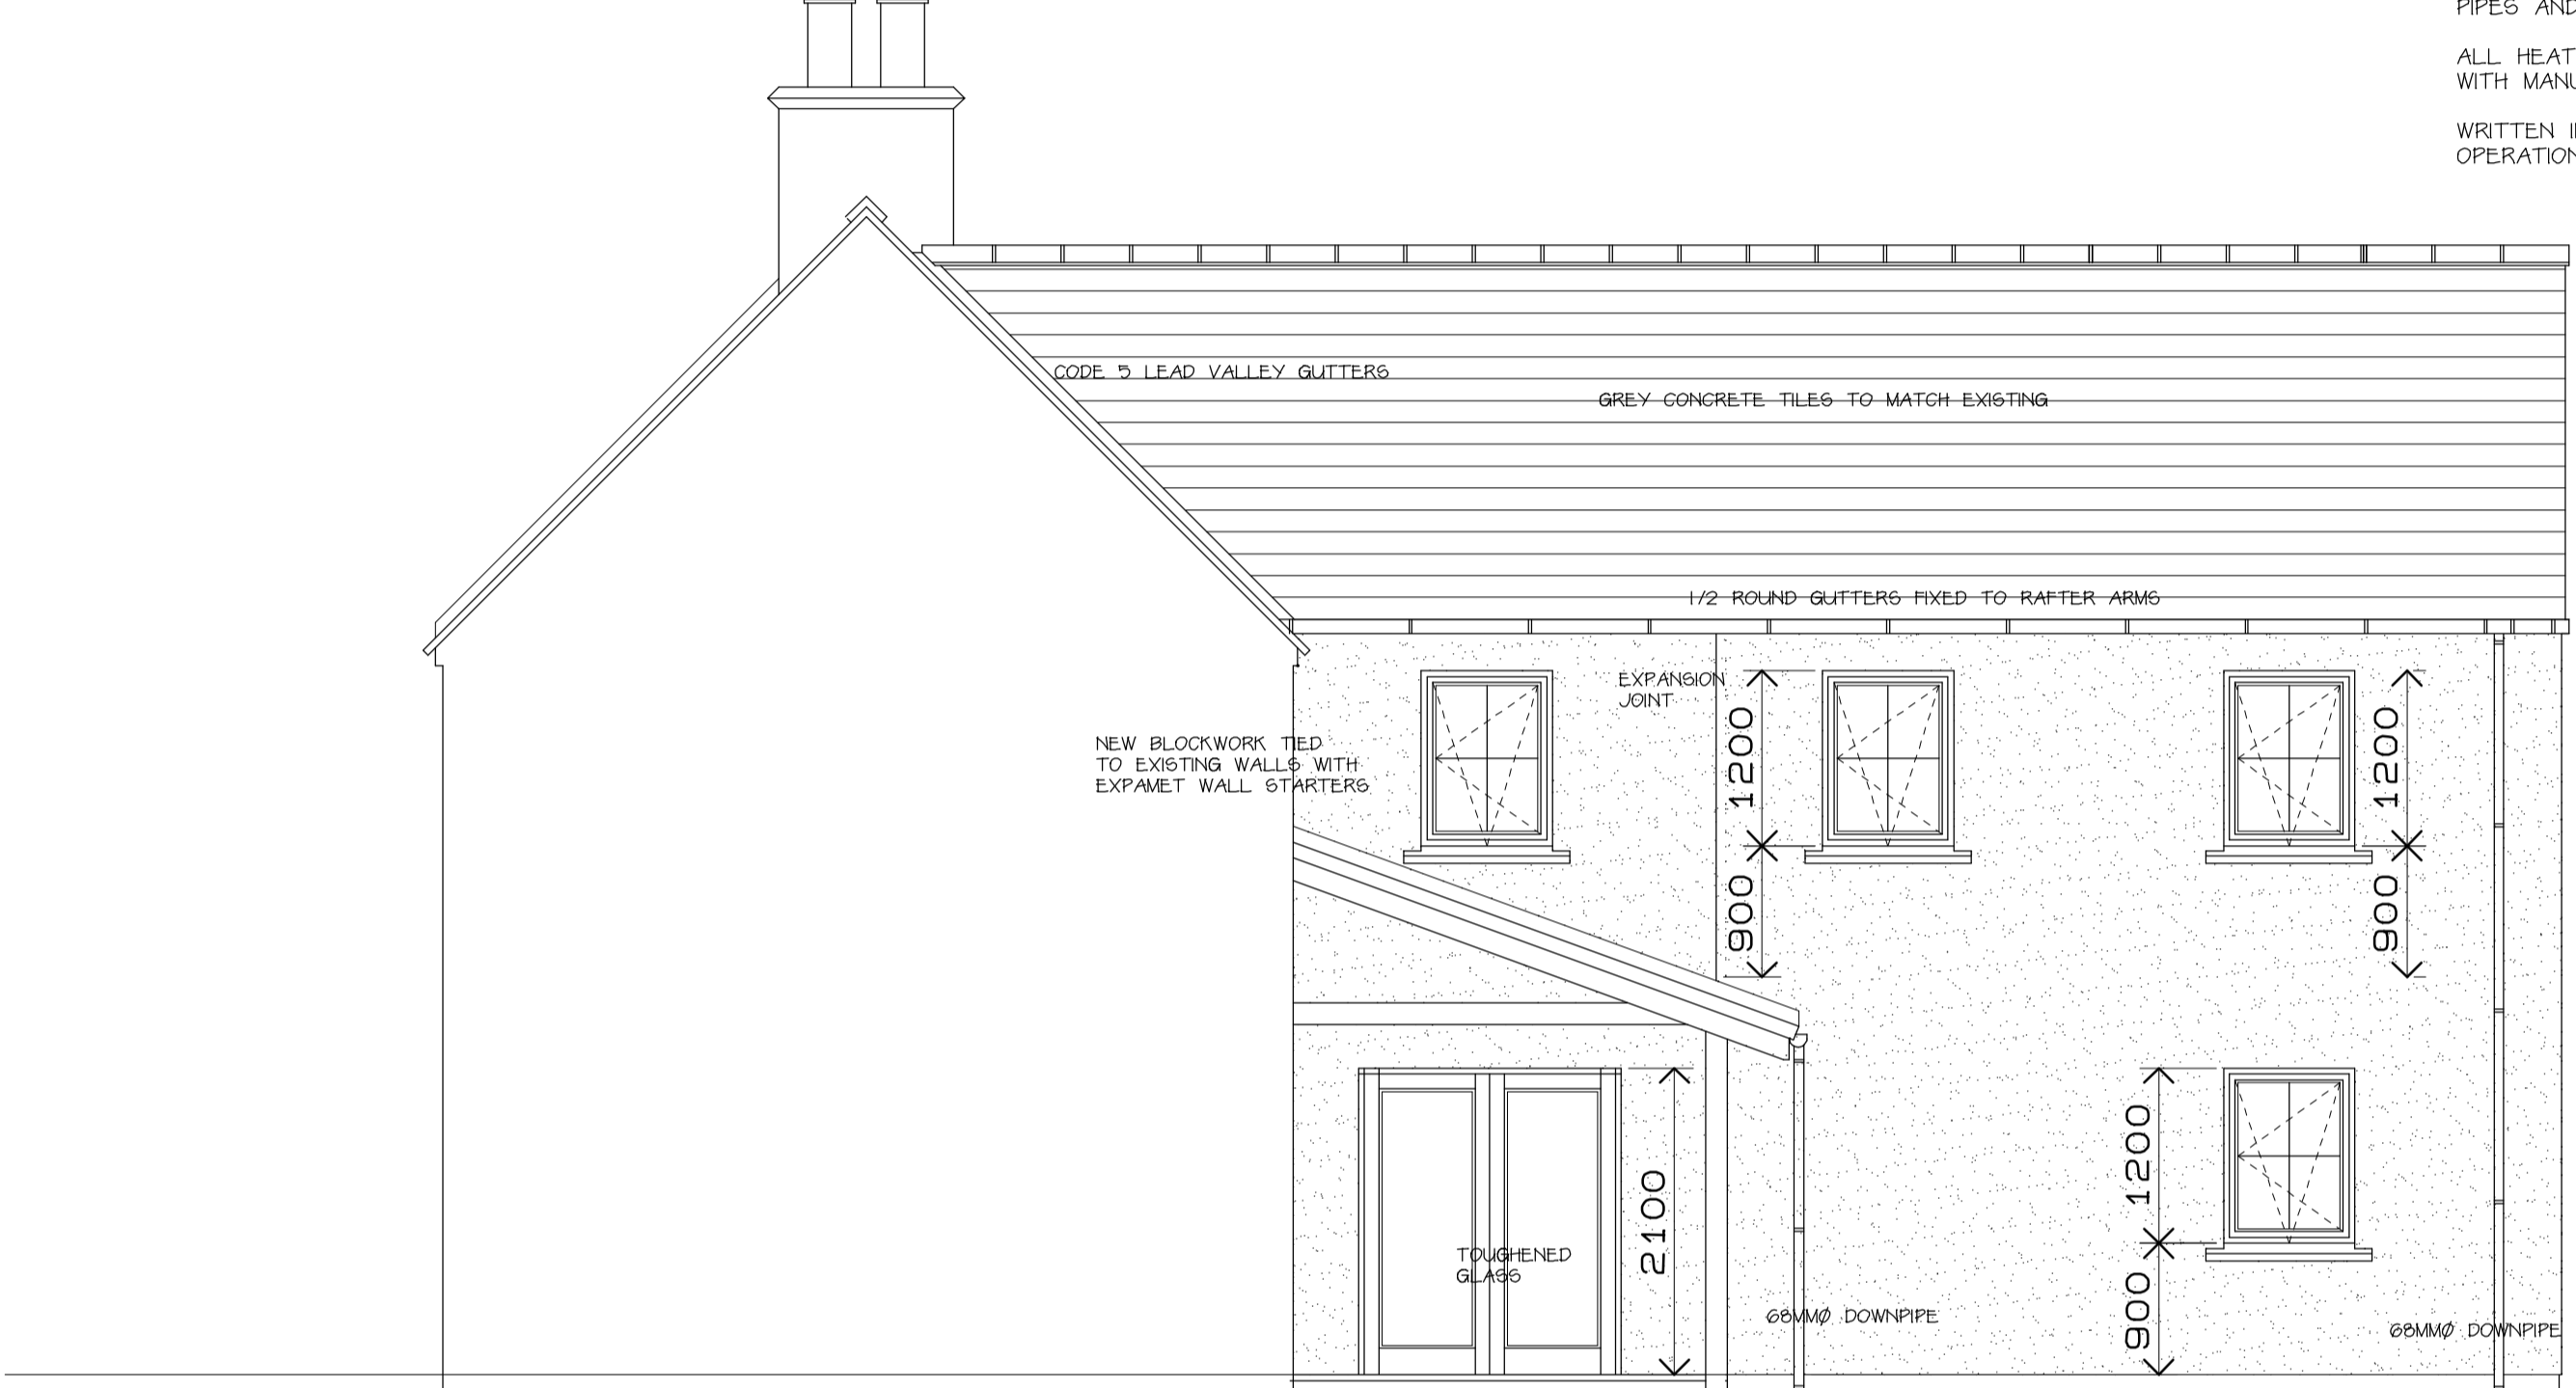 PIPES AND
ALL HEAT
WITH MANU
WRITTEN
OPERATION
CODE 5 LEAD VALLEY GUTTERS
GREY CONCRETE TILES TO MATCH EXISTING
1/2 ROUND GUTTERS FIXED TO RAFTER ARMS
EXPANSION
JOINT
NEW BLOCKWORK TIED
TO EXISTING WALLS WITH
EXPAMET WALL STARTERS
1200
900
1200
900
2100
TOUGHENED
GLASS
1200
900
68MMØ DOWNPIPE
68MMØ DOWNPIPE